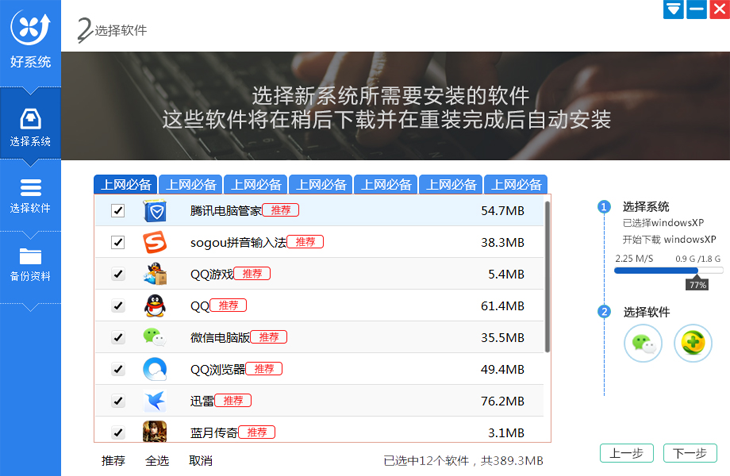 好系统
选择系统
选择软件
备份资料
2 选择软件
选择新系统所需要安装的软件
这些软件将在稍后下载并在重装完成后自动安装
上网必备 上网必备 上网必备 上网必备 上网必备 上网必备 上网必备
腾讯电脑管家 推荐 54.7MB
sogou拼音输入法 推荐 38.3MB
QQ游戏 推荐 5.4MB
QQ 推荐 61.4MB
微信电脑版 推荐 35.5MB
QQ浏览器 推荐 49.4MB
迅雷 推荐 76.2MB
蓝月传奇 推荐 3.1MB
推荐 全选 取消 已选中12个软件，共389.3MB
1 选择系统
已选择windowsXP
开始下载 windowsXP
2.25 M/S 0.9 G /1.8 G
77%
2 选择软件
上一步 下一步